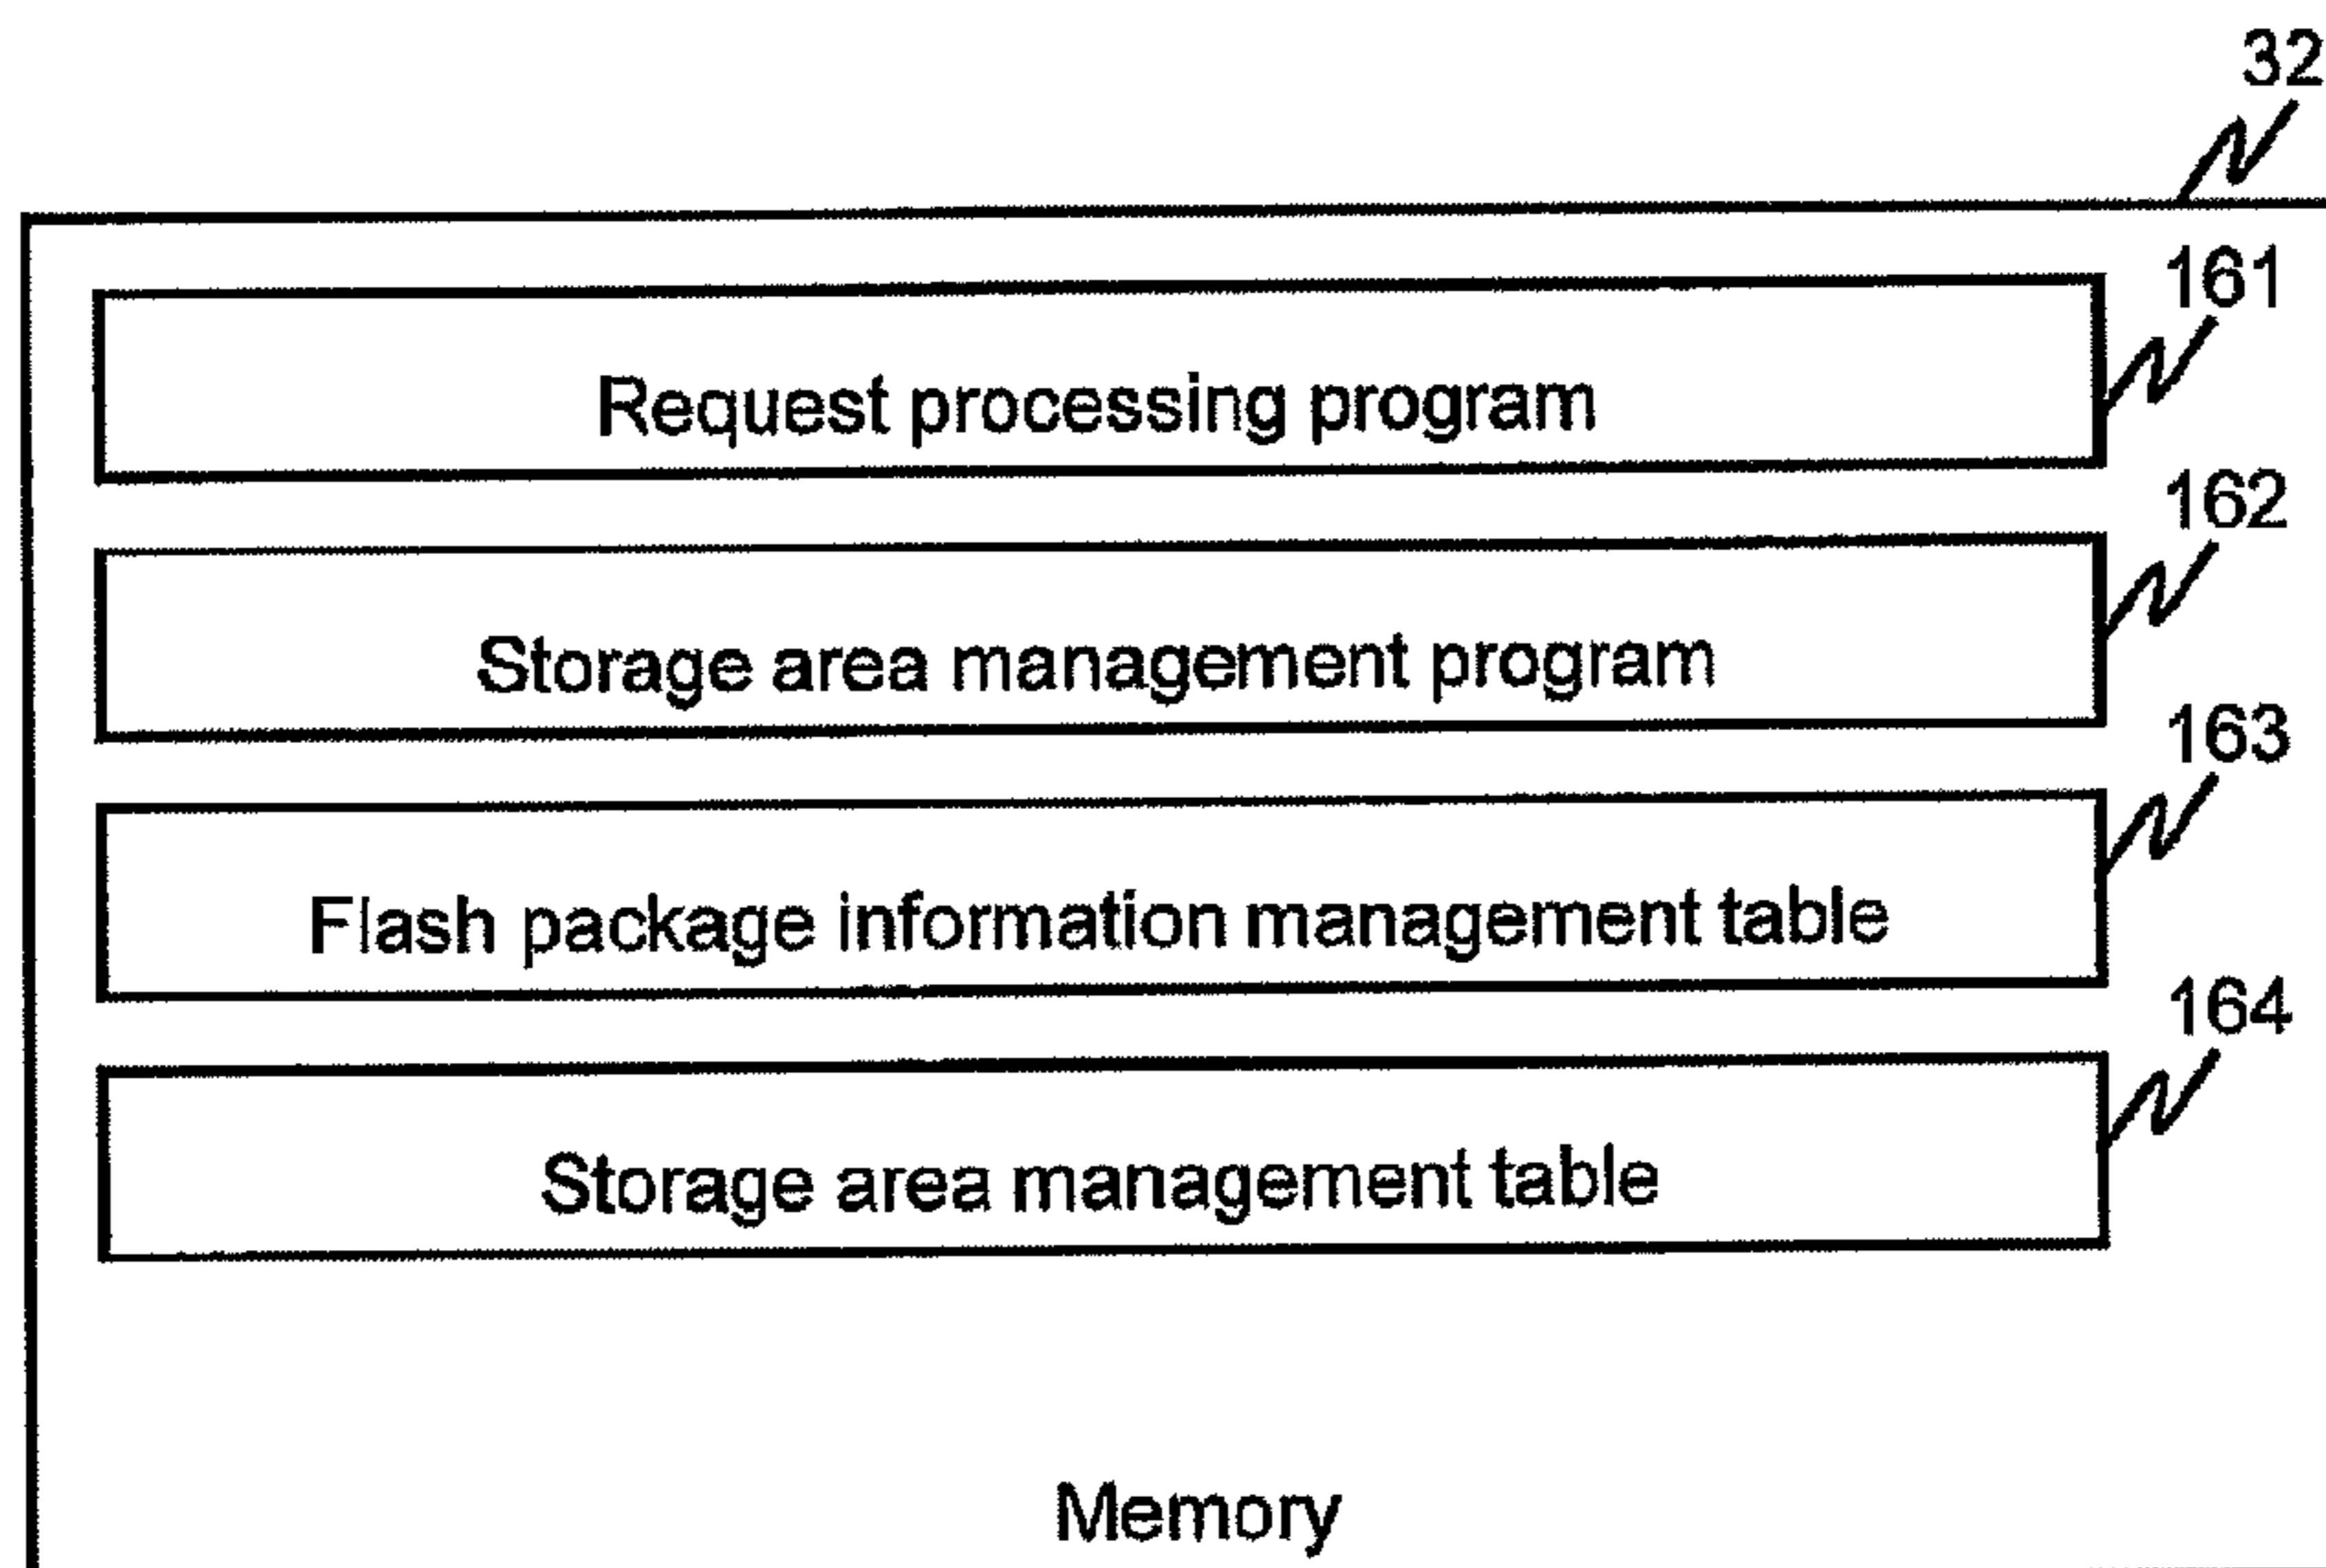 32
161
Request processing program
162
Storage area management program
163
Flash package information management table
164
Storage area management table
Memory